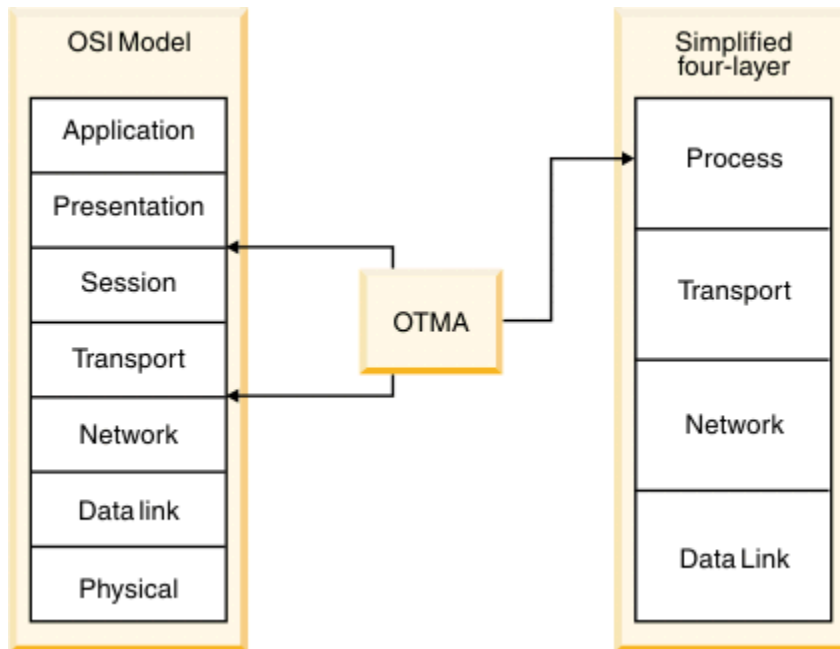 OSI Model
Application
Presentation
Session
Transport
Network
Data link
Physical
OTMA
Simplified
four-layer
Process
Transport
Network
Data Link